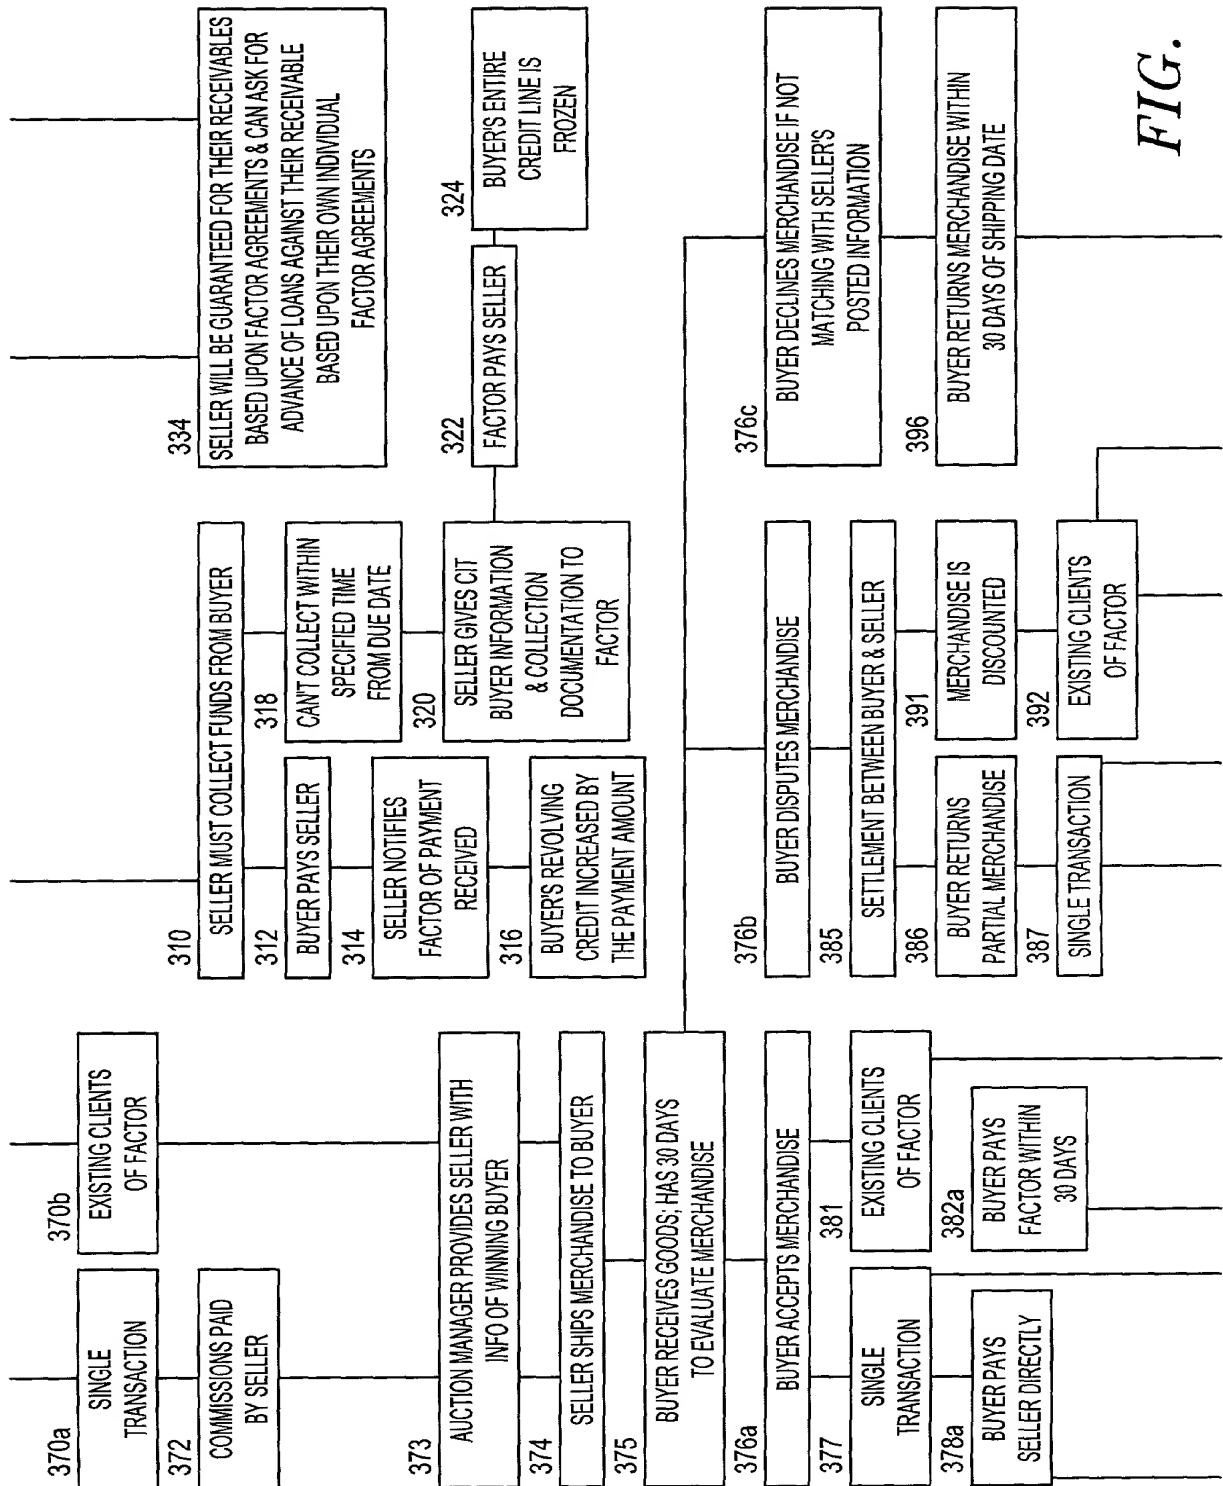 370a
SINGLE
TRANSACTION
372
COMMISSIONS PAID
BY SELLER
370b
EXISTING CLIENTS
OF FACTOR
373
AUCTION MANAGER PROVIDES SELLER WITH
INFO OF WINNING BUYER
374
SELLER SHIPS MERCHANDISE TO BUYER
375
BUYER RECEIVES GOODS; HAS 30 DAYS
TO EVALUATE MERCHANDISE
376a
BUYER ACCEPTS MERCHANDISE
377
SINGLE
TRANSACTION
378a
BUYER PAYS
SELLER DIRECTLY
381
EXISTING CLIENTS
OF FACTOR
382a
BUYER PAYS
FACTOR WITHIN
30 DAYS
310
SELLER MUST COLLECT FUNDS FROM BUYER
312
BUYER PAYS SELLER
314
SELLER NOTIFIES
FACTOR OF PAYMENT
RECEIVED
316
BUYER'S REVOLVING
CREDIT INCREASED BY
THE PAYMENT AMOUNT
318
CAN'T COLLECT WITHIN
SPECIFIED TIME
FROM DUE DATE
320
SELLER GIVES CIT
BUYER INFORMATION
& COLLECTION
DOCUMENTATION TO
FACTOR
322
FACTOR PAYS SELLER
324
BUYER'S ENTIRE
CREDIT LINE IS
FROZEN
334
SELLER WILL BE GUARANTEED FOR THEIR RECEIVABLES
BASED UPON FACTOR AGREEMENTS & CAN ASK FOR
ADVANCE OF LOANS AGAINST THEIR RECEIVABLE
BASED UPON THEIR OWN INDIVIDUAL
FACTOR AGREEMENTS
376b
BUYER DISPUTES MERCHANDISE
385
SETTLEMENT BETWEEN BUYER & SELLER
386
BUYER RETURNS
PARTIAL MERCHANDISE
387
SINGLE TRANSACTION
391
MERCHANDISE IS
DISCOUNTED
392
EXISTING CLIENTS
OF FACTOR
376c
BUYER DECLINES MERCHANDISE IF NOT
MATCHING WITH SELLER'S
POSTED INFORMATION
396
BUYER RETURNS MERCHANDISE WITHIN
30 DAYS OF SHIPPING DATE
FIG.